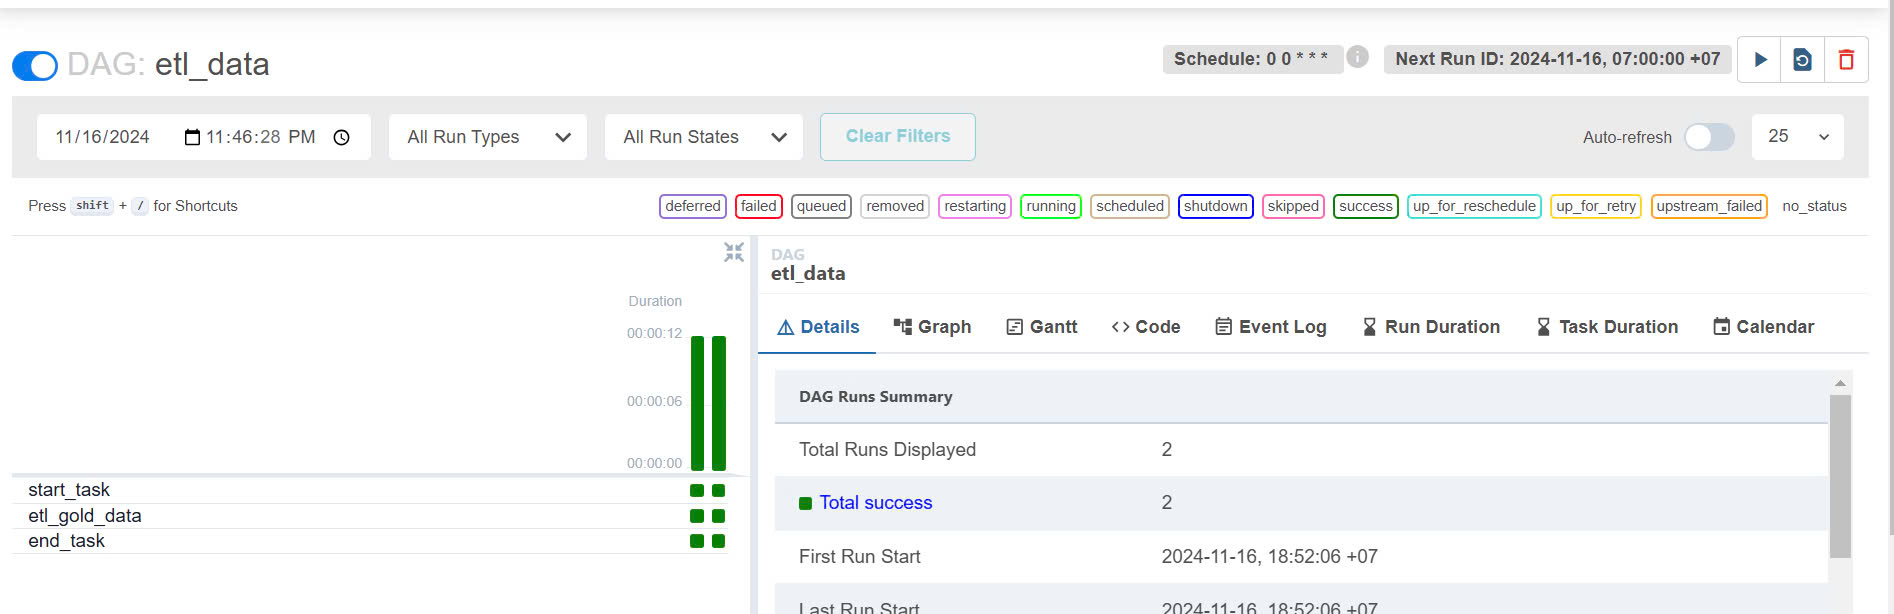 DAG: etl_data
Schedule: 0 0 * * *
Next Run ID: 2024-11-16, 07:00:00 +07
11/16/2024 11:46:28 PM
All Run Types
All Run States
Clear Filters
Auto-refresh
25
Press shift + / for Shortcuts
deferred failed queued removed restarting running scheduled shutdown skipped success up_for_reschedule up_for_retry upstream_failed no_status
Duration
00:00:12
00:00:06
00:00:00
start_task
etl_gold_data
end_task
DAG
etl_data
Details Graph Gantt Code Event Log Run Duration Task Duration Calendar
DAG Runs Summary
Total Runs Displayed 2
Total success 2
First Run Start 2024-11-16, 18:52:06 +07
Last Run Start 2024-11-16, 18:52:06 +07